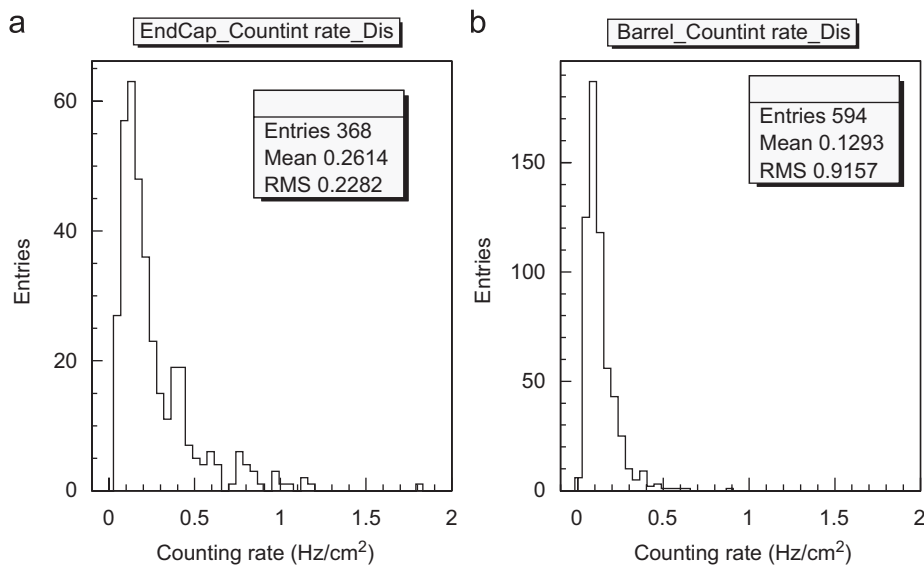 a
EndCap_Countint rate_Dis
Entries 368
Mean 0.2614
RMS 0.2282
60
40
20
0
Entries
0 0.5 1 1.5 2
Counting rate (Hz/cm²)
b
Barrel_Countint rate_Dis
Entries 594
Mean 0.1293
RMS 0.9157
150
100
50
0
Entries
0 0.5 1 1.5 2
Counting rate (Hz/cm²)